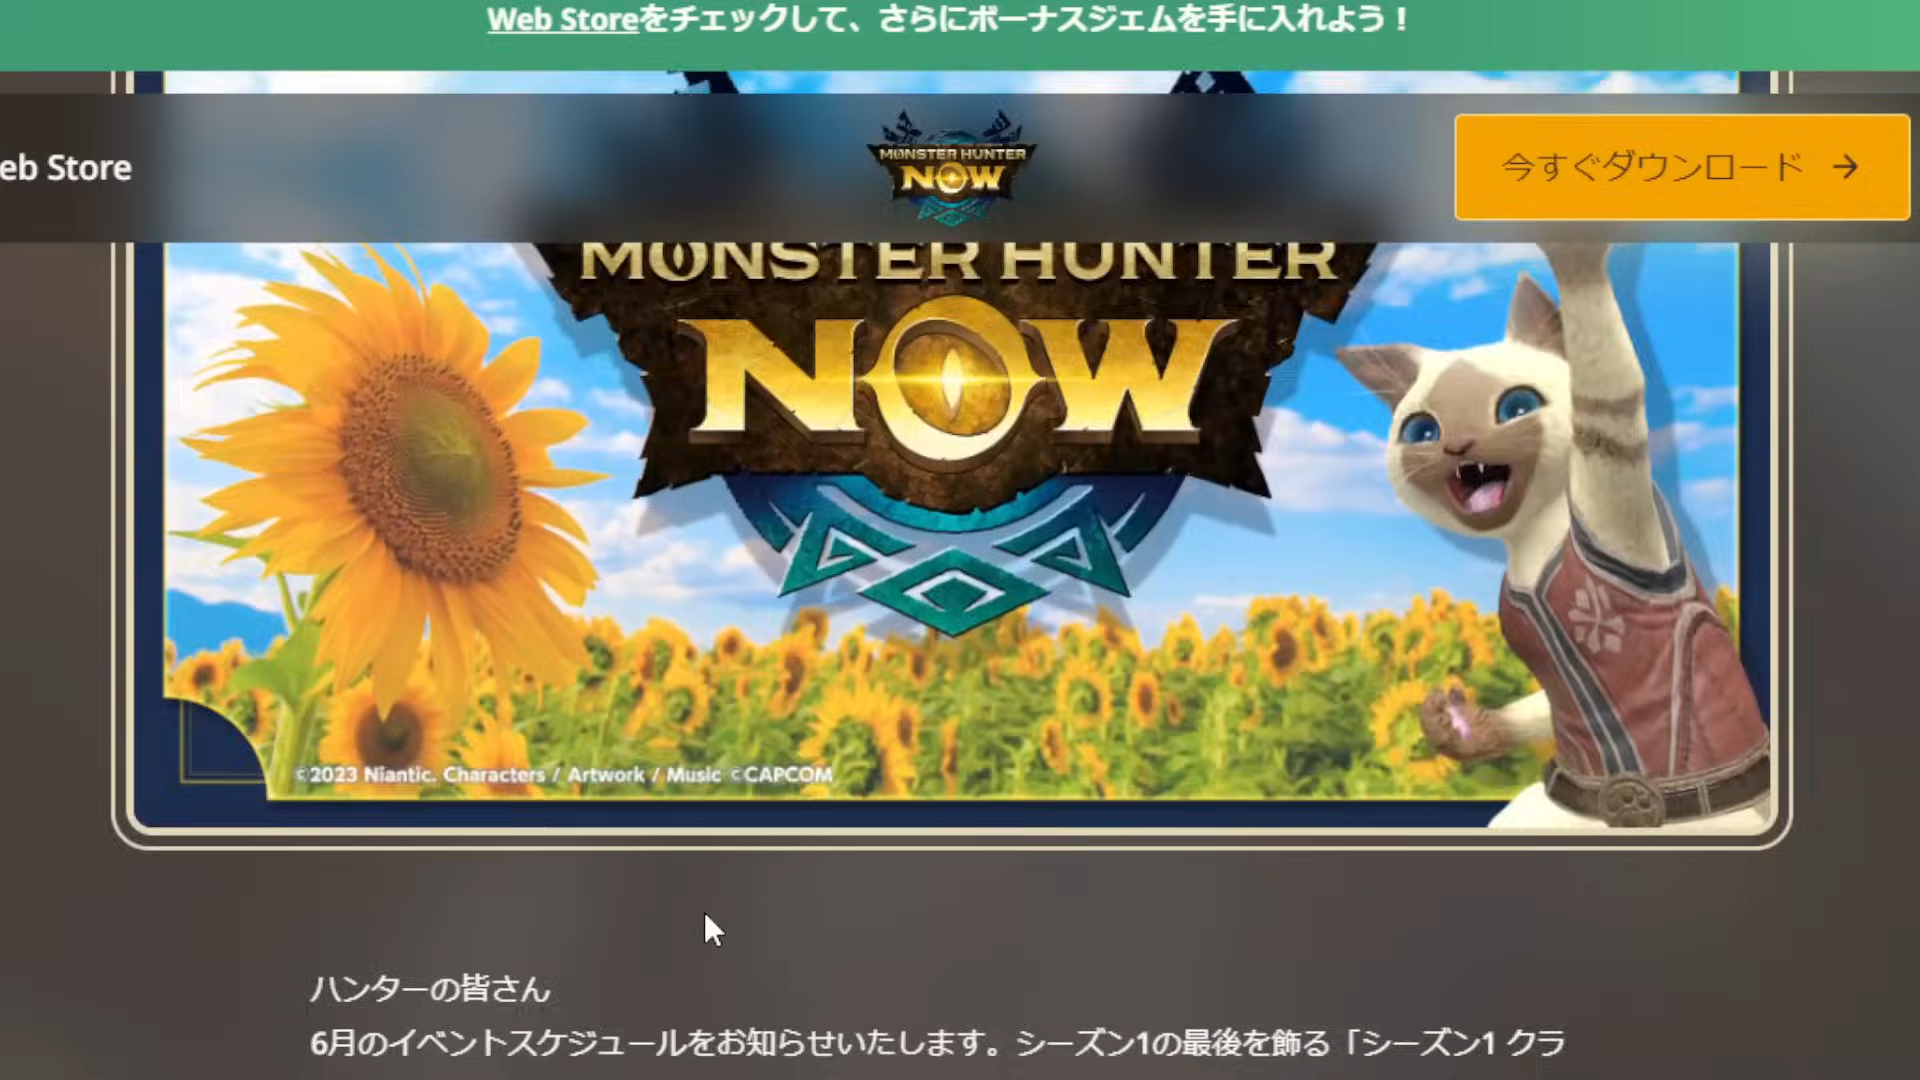 Web Storeをチェックして、さらにボーナスジェムを手に入れよう！
eb Store
MONSTER HUNTER
NOW
今すぐダウンロード →
MONSTER HUNTER
NOW
©2023 Niantic. Characters / Artwork / Music ©CAPCOM
ハンターの皆さん
6月のイベントスケジュールをお知らせいたします。シーズン1の最後を飾る「シーズン1 クラ